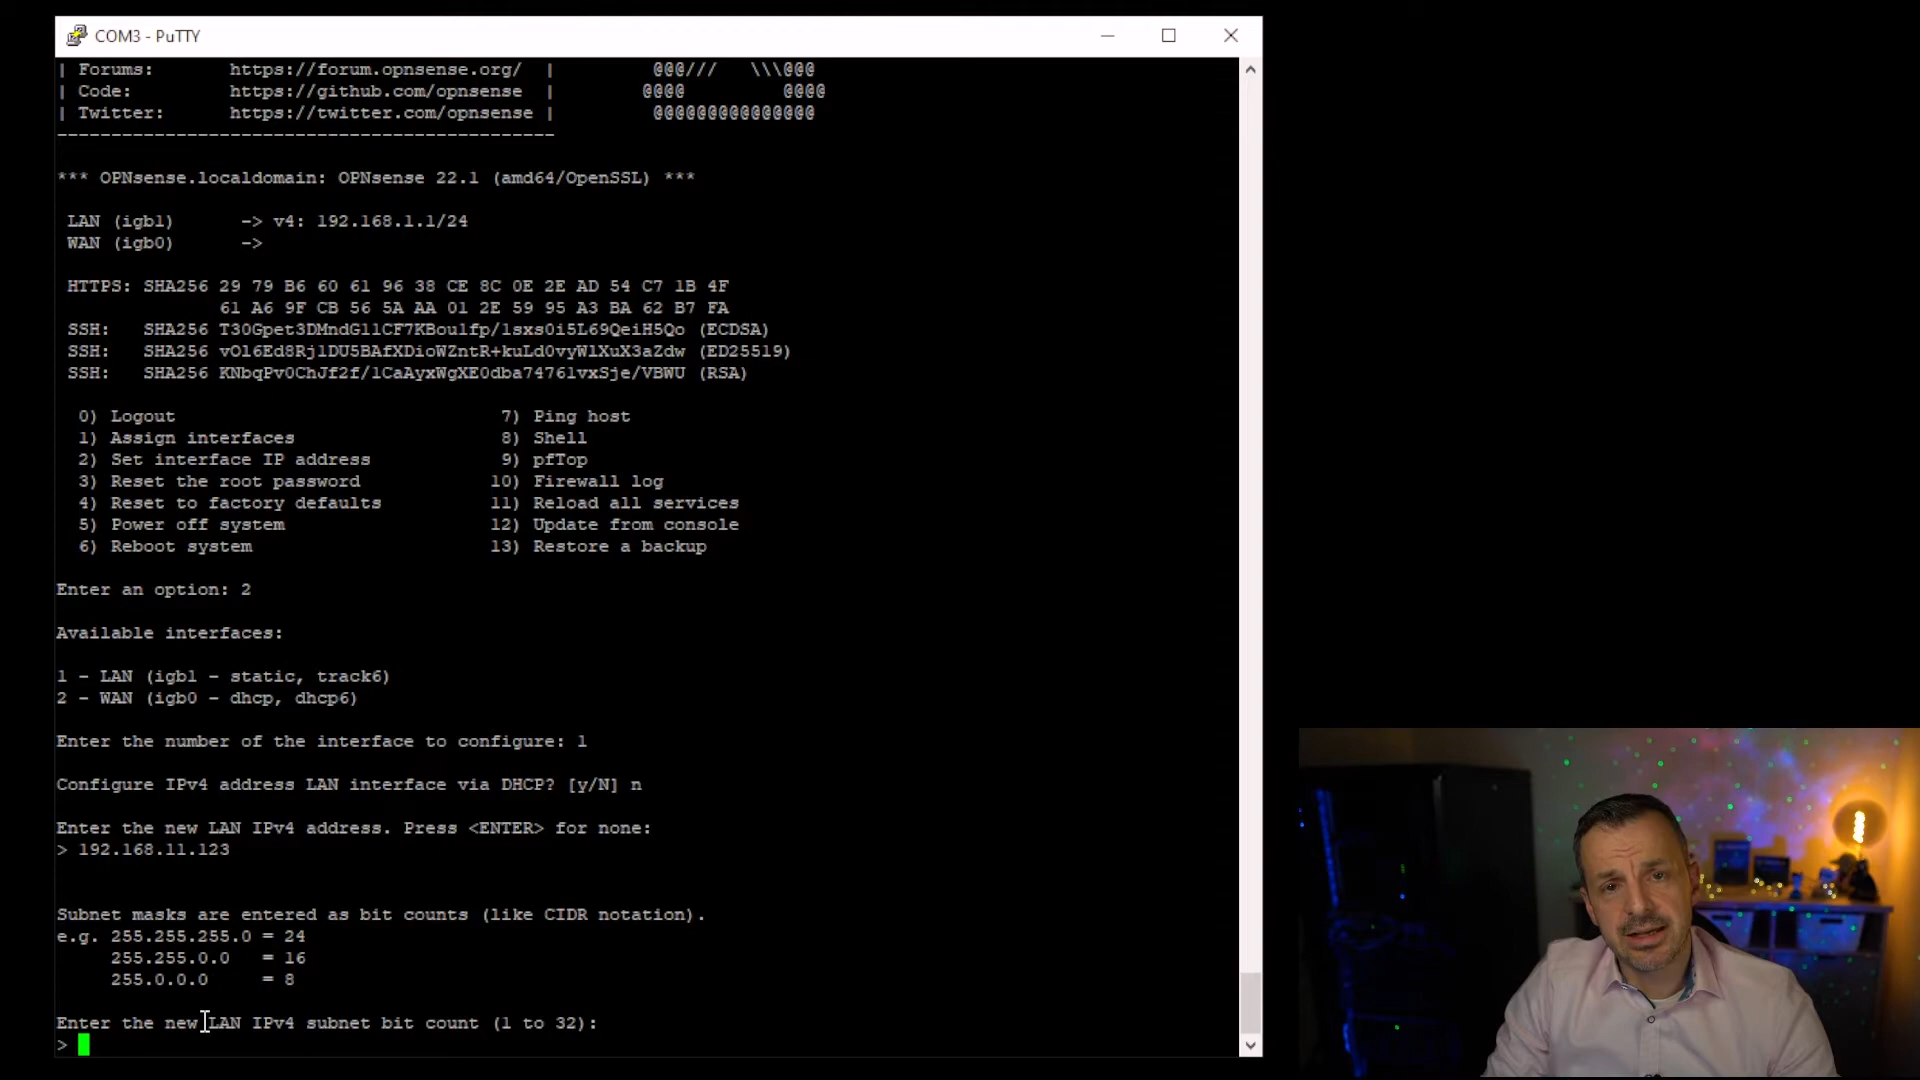 COM3 - PuTTY
| Forums: https://forum.opnsense.org/ | @@@/// \\\@@@
| Code: https://github.com/opnsense | @@@@ @@@@
| Twitter: https://twitter.com/opnsense | @@@@@@@@@@@@@@@
----------------------------------------------
*** OPNsense.localdomain: OPNsense 22.1 (amd64/OpenSSL) ***
LAN (igb1) -> v4: 192.168.1.1/24
WAN (igb0) ->
HTTPS: SHA256 29 79 B6 60 61 96 38 CE 8C 0E 2E AD 54 C7 1B 4F
61 A6 9F CB 56 5A AA 01 2E 59 95 A3 BA 62 B7 FA
SSH: SHA256 T30Gpet3DMndG11CF7KBoulfp/1sxs0i5L69QeiH5Qo (ECDSA)
SSH: SHA256 vOl6Ed8Rj1DU5BAfXDioWZntR+kuLd0vyWlXuX3aZdw (ED25519)
SSH: SHA256 KNbqPv0ChJf2f/1CaAyxWgXE0dba7476lvxSje/VBWU (RSA)
0) Logout 7) Ping host
1) Assign interfaces 8) Shell
2) Set interface IP address 9) pfTop
3) Reset the root password 10) Firewall log
4) Reset to factory defaults 11) Reload all services
5) Power off system 12) Update from console
6) Reboot system 13) Restore a backup
Enter an option: 2
Available interfaces:
1 - LAN (igb1 - static, track6)
2 - WAN (igb0 - dhcp, dhcp6)
Enter the number of the interface to configure: 1
Configure IPv4 address LAN interface via DHCP? [y/N] n
Enter the new LAN IPv4 address. Press <ENTER> for none:
> 192.168.11.123
Subnet masks are entered as bit counts (like CIDR notation).
e.g. 255.255.255.0 = 24
255.255.0.0 = 16
255.0.0.0 = 8
Enter the new LAN IPv4 subnet bit count (1 to 32):
>